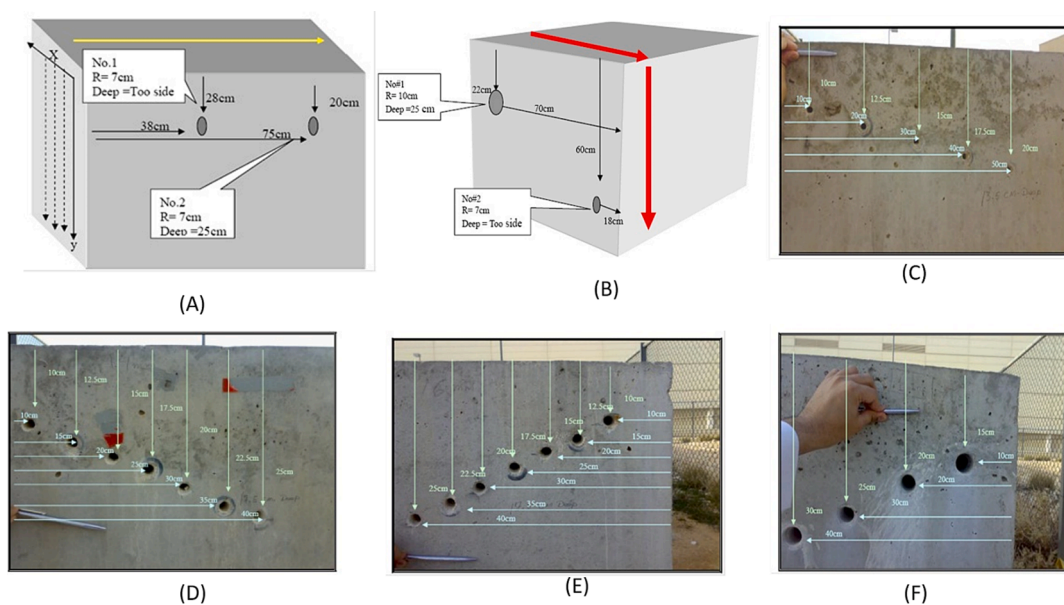 X
y
No.1
R= 7cm
Deep =Too side
28cm
20cm
38cm
75cm
No.2
R= 7cm
Deep =25cm
(A)
No#1
R= 10cm
Deep =25 cm
22cm
70cm
60cm
No#2
R= 7cm
Deep = Too side
18cm
(B)
10cm
12.5cm
15cm
17.5cm
20cm
10cm
20cm
30cm
40cm
50cm
(C)
10cm
12.5cm
15cm
17.5cm
20cm
22.5cm
25cm
10cm
15cm
20cm
25cm
30cm
35cm
40cm
(D)
10cm
12.5cm
15cm
17.5cm
20cm
22.5cm
25cm
10cm
15cm
20cm
25cm
30cm
35cm
40cm
(E)
15cm
20cm
25cm
30cm
10cm
20cm
30cm
40cm
(F)